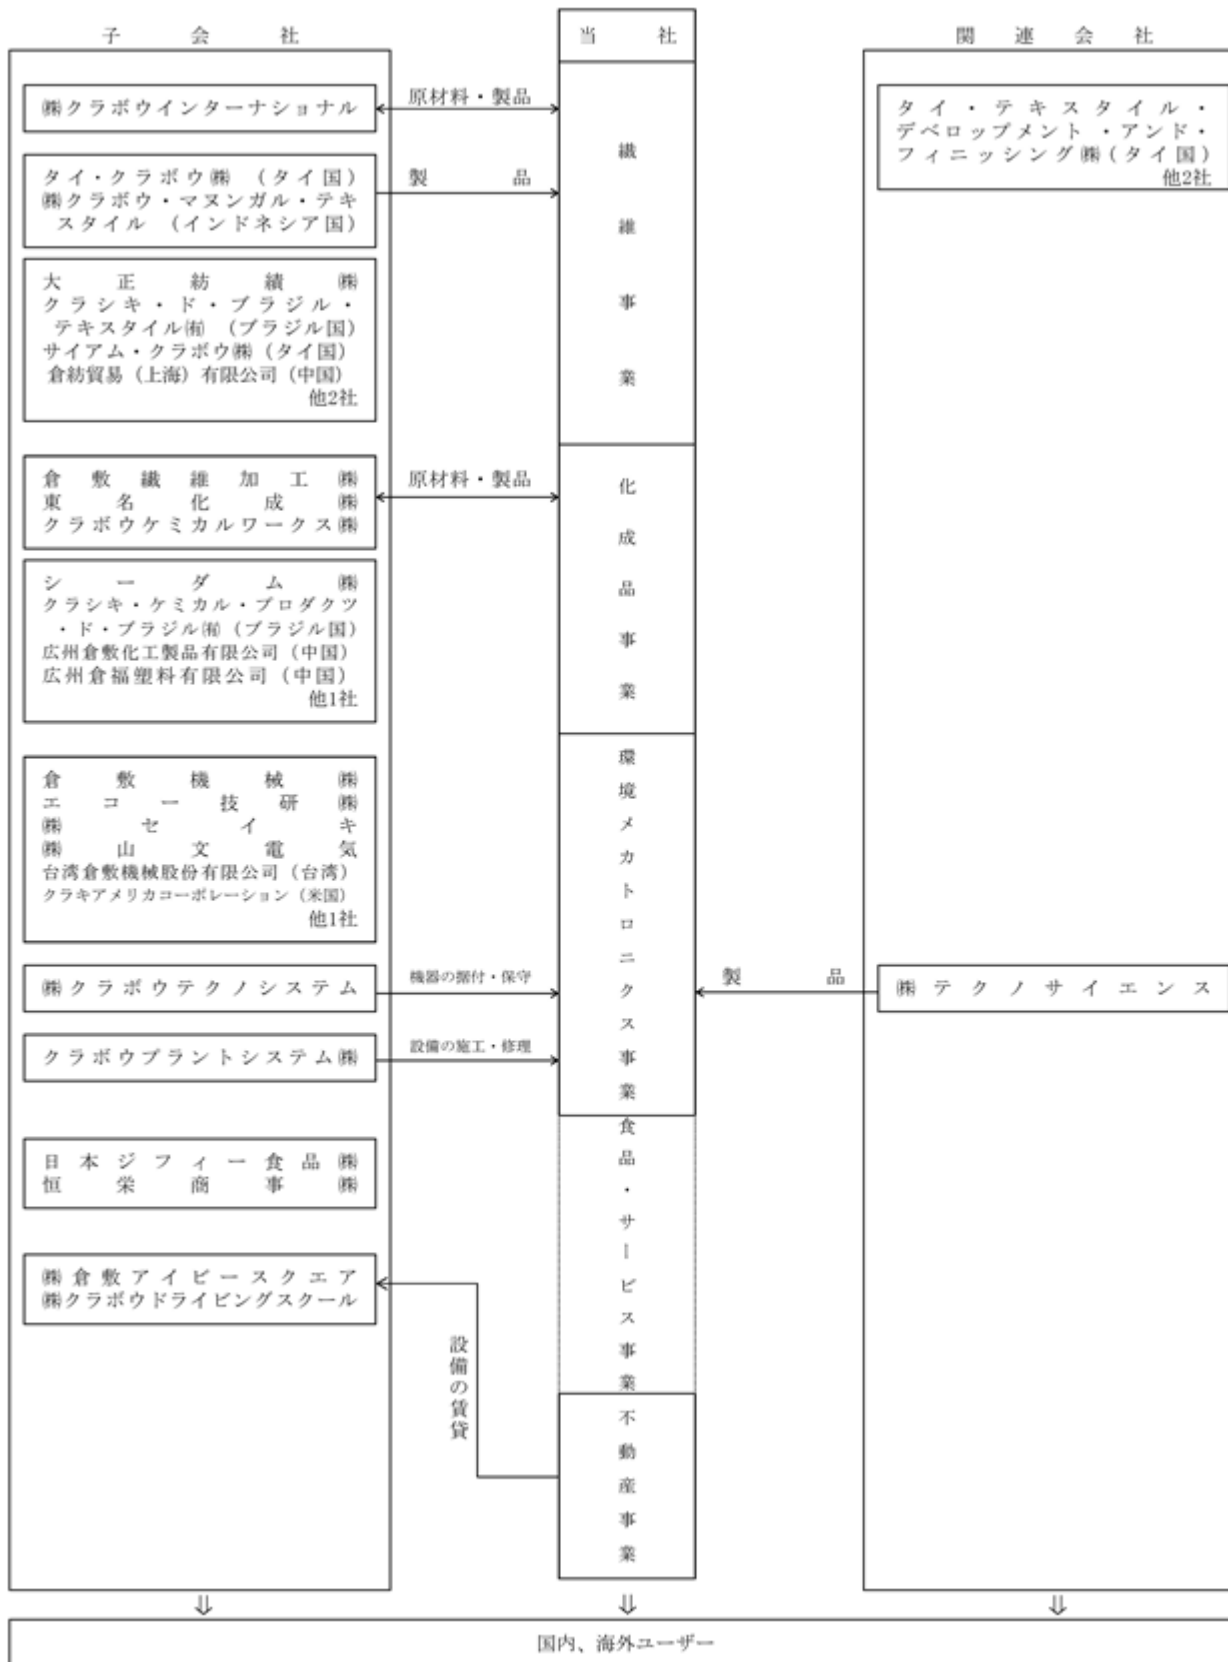 子会社
㈱クラボウインターナショナル
タイ・クラボウ㈱（タイ国）
㈱クラボウ・マヌンガル・テキ
スタイル（インドネシア国）
大正紡績㈱
クラシキ・ド・ブラジル・
テキスタイル㈲（ブラジル国）
サイアム・クラボウ㈱（タイ国）
倉紡貿易（上海）有限公司（中国）
他2社
倉敷繊維加工㈱
東名化成㈱
クラボウケミカルワークス㈱
シーダム㈱
クラシキ・ケミカル・プロダクツ
・ド・ブラジル㈲（ブラジル国）
広州倉敷化工製品有限公司（中国）
広州倉福塑料有限公司（中国）
他1社
倉敷機械㈱
エコー技研㈱
㈱セイキ
㈱山文電気
台湾倉敷機械股份有限公司（台湾）
クラキアメリカコーポレーション（米国）
他1社
㈱クラボウテクノシステム
クラボウプラントシステム㈱
日本ジフィー食品㈱
恒栄商事㈱
㈱倉敷アイビースクエア
㈱クラボウドライビングスクール
原材料・製品
製品
原材料・製品
機器の据付・保守
設備の施工・修理
設備の賃貸
当社
繊維事業
化成品事業
環境メカトロニクス事業
食品・サービス事業
不動産事業
製品
関連会社
タイ・テキスタイル・
デベロップメント・アンド・
フィニッシング㈱（タイ国）
他2社
㈱テクノサイエンス
⇓
⇓
⇓
国内、海外ユーザー